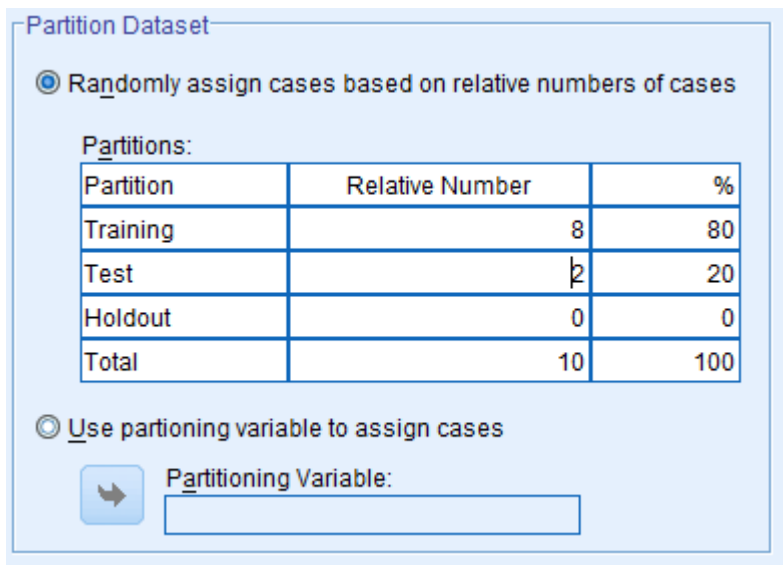 Partition Dataset
Randomly assign cases based on relative numbers of cases
Partitions:
Partition Relative Number %
Training 8 80
Test 2 20
Holdout 0 0
Total 10 100
Use partioning variable to assign cases
Partitioning Variable: